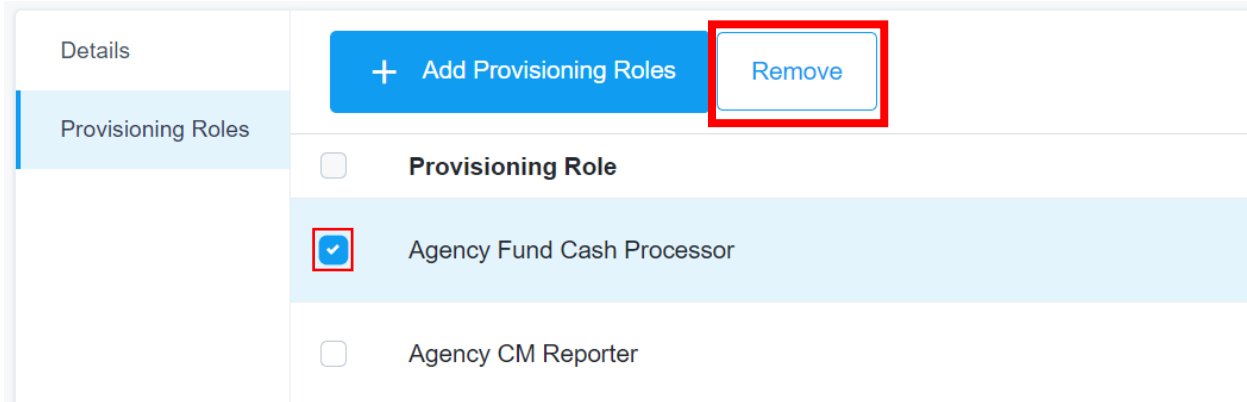 Details
Provisioning Roles
+ Add Provisioning Roles
Remove
Provisioning Role
Agency Fund Cash Processor
Agency CM Reporter